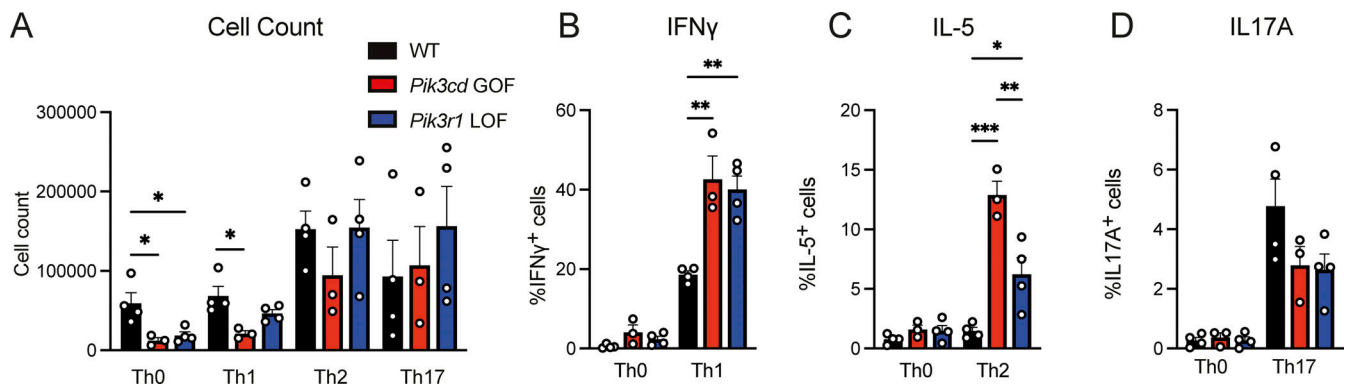 A
Cell Count
WT
Pik3cd GOF
Pik3r1 LOF
Cell count
300000
200000
100000
0
*
*
*
Th0
Th1
Th2
Th17
B
IFNγ
%IFNγ+ cells
60
40
20
0
**
**
Th0
Th1
C
IL-5
%IL-5+ cells
20
15
10
5
0
*
**
***
Th0
Th2
D
IL17A
%IL17A+ cells
8
6
4
2
0
Th0
Th17